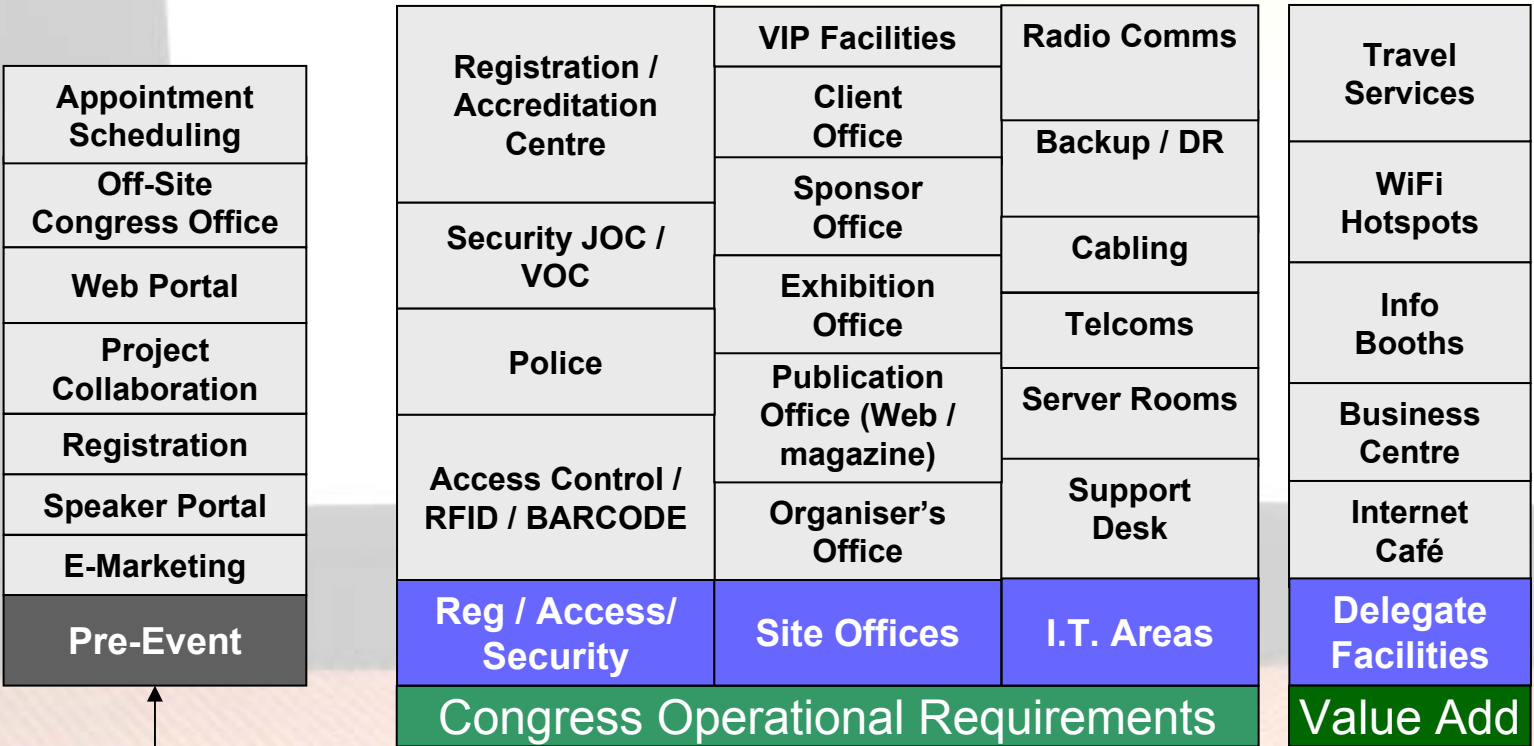 Appointment
Scheduling
Off-Site
Congress Office
Web Portal
Project
Collaboration
Registration
Speaker Portal
E-Marketing
Pre-Event
Registration /
Accreditation
Centre
Security JOC /
VOC
Police
Access Control /
RFID / BARCODE
Reg / Access/
Security
VIP Facilities
Client
Office
Sponsor
Office
Exhibition
Office
Publication
Office (Web /
magazine)
Organiser's
Office
Site Offices
Radio Comms
Backup / DR
Cabling
Telcoms
Server Rooms
Support
Desk
I.T. Areas
Congress Operational Requirements
Travel
Services
WiFi
Hotspots
Info
Booths
Business
Centre
Internet
Café
Delegate
Facilities
Value Add